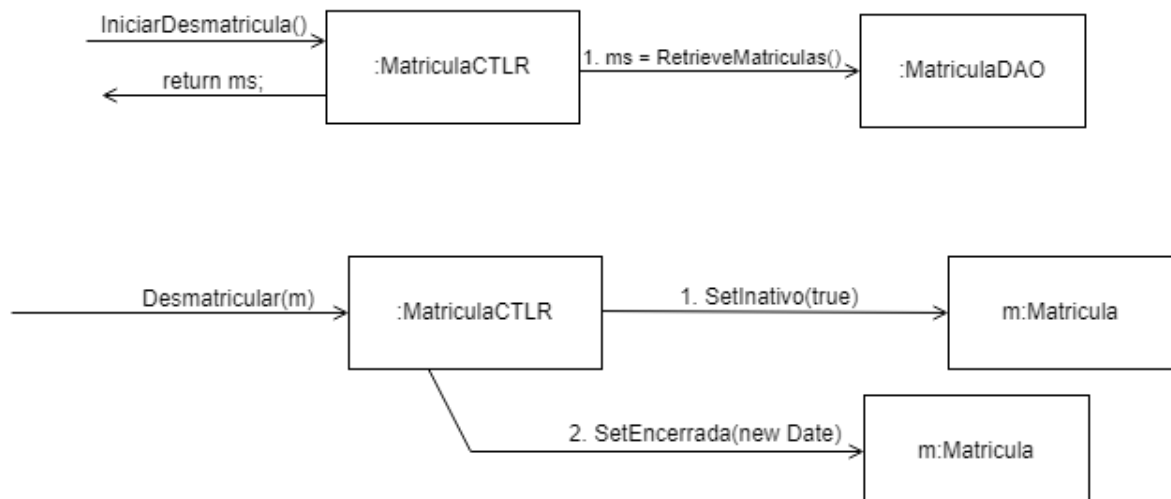 IniciarDesmatricula()
:MatriculaCTLR
1. ms = RetrieveMatriculas()
:MatriculaDAO
return ms;
Desmatricular(m)
:MatriculaCTLR
1. SetInativo(true)
m:Matricula
2. SetEncerrada(new Date)
m:Matricula